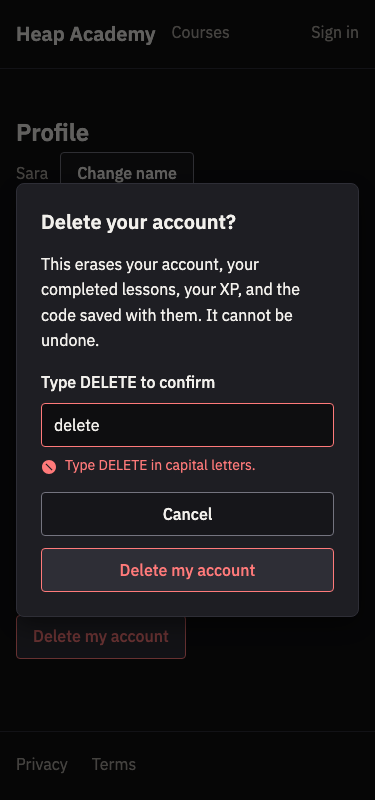 Heap Academy Courses Sign in
Profile
Sara Change name
Delete your account?
This erases your account, your
completed lessons, your XP, and the
code saved with them. It cannot be
undone.
Type DELETE to confirm
delete
Type DELETE in capital letters.
Cancel
Delete my account
Delete my account
Privacy Terms